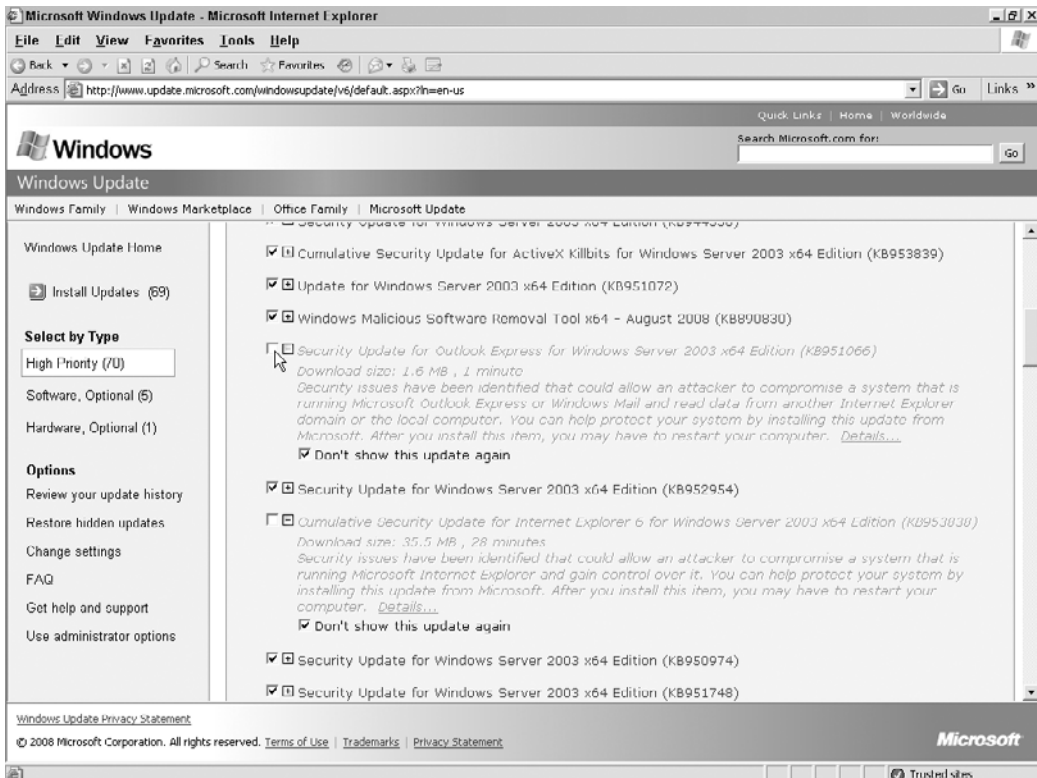 Microsoft Windows Update - Microsoft Internet Explorer
File Edit View Favorites Tools Help
Back Search Favorites
Address http://www.update.microsoft.com/windowsupdate/v6/default.aspx?ln=en-us Go Links »
Quick Links | Home | Worldwide
Windows
Search Microsoft.com for:
Go
Windows Update
Windows Family | Windows Marketplace | Office Family | Microsoft Update
Windows Update Home
Install Updates (69)
Select by Type
High Priority (70)
Software, Optional (5)
Hardware, Optional (1)
Options
Review your update history
Restore hidden updates
Change settings
FAQ
Get help and support
Use administrator options
Security Update for Windows Server 2003 x64 Edition
Cumulative Security Update for ActiveX Killbits for Windows Server 2003 x64 Edition (KB953839)
Update for Windows Server 2003 x64 Edition (KB951072)
Windows Malicious Software Removal Tool x64 - August 2008 (KB890830)
Security Update for Outlook Express for Windows Server 2003 x64 Edition (KB951066)
Download size: 1.6 MB , 1 minute
Security issues have been identified that could allow an attacker to compromise a system that is
running Microsoft Outlook Express or Windows Mail and read data from another Internet Explorer
domain or the local computer. You can help protect your system by installing this update from
Microsoft. After you install this item, you may have to restart your computer. Details...
Don't show this update again
Security Update for Windows Server 2003 x64 Edition (KB952954)
Cumulative Security Update for Internet Explorer 6 for Windows Server 2003 x64 Edition (KB953838)
Download size: 35.5 MB , 28 minutes
Security issues have been identified that could allow an attacker to compromise a system that is
running Microsoft Internet Explorer and gain control over it. You can help protect your system by
installing this update from Microsoft. After you install this item, you may have to restart your
computer. Details...
Don't show this update again
Security Update for Windows Server 2003 x64 Edition (KB950974)
Security Update for Windows Server 2003 x64 Edition (KB951748)
Windows Update Privacy Statement
© 2008 Microsoft Corporation. All rights reserved. Terms of Use | Trademarks | Privacy Statement
Microsoft
Trusted sites